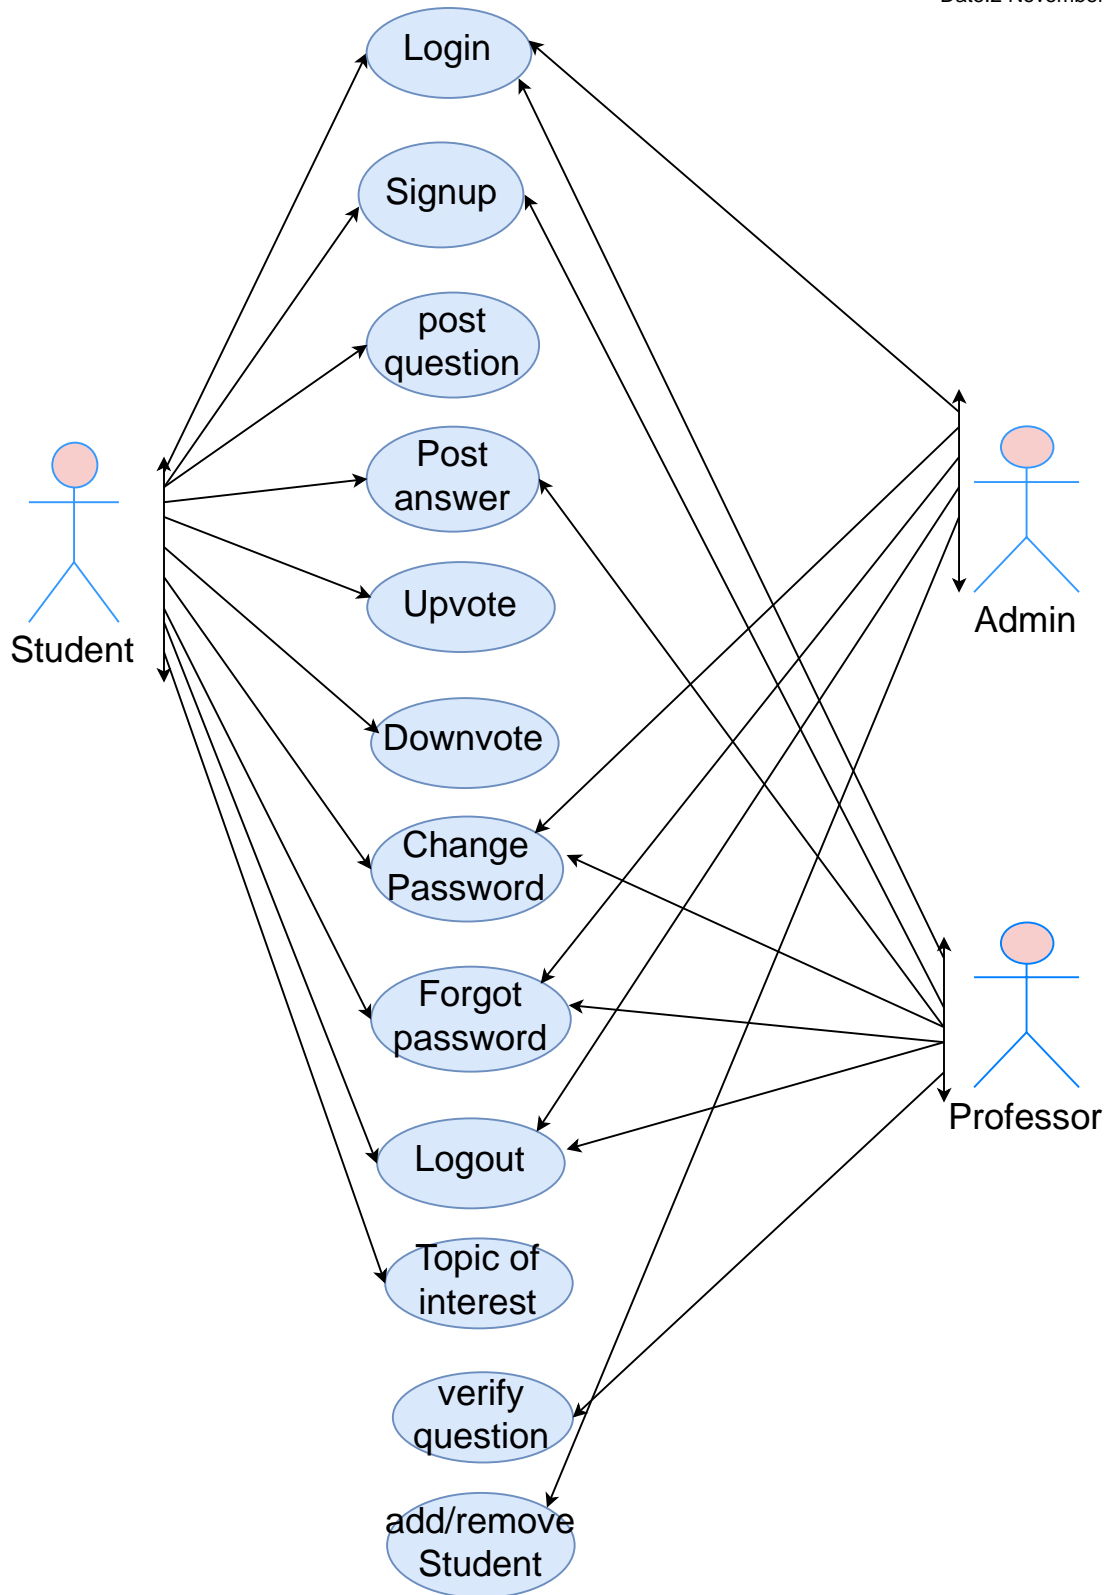 Login
Signup
post
question
Post
answer
Upvote
Student
Admin
Downvote
Change
Password
Forgot
password
Professor
Logout
Topic of
interest
verify
question
add/remove
Student